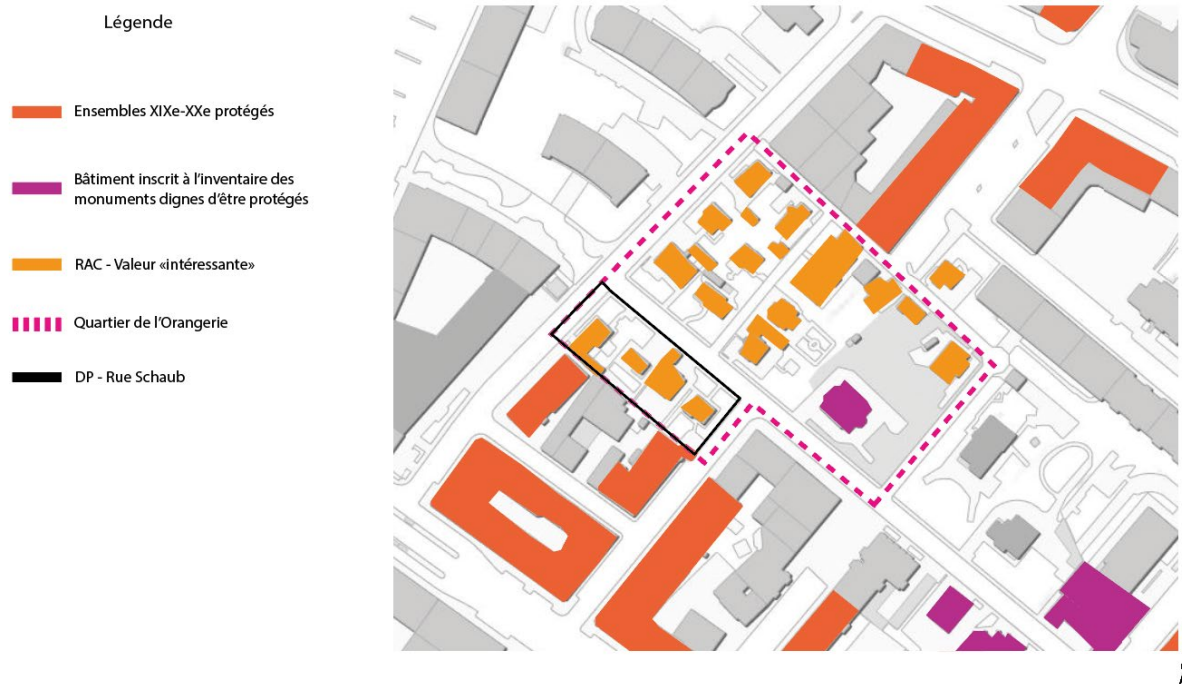 Légende
Ensembles XIXe-XXe protégés
Bâtiment inscrit à l'inventaire des
monuments dignes d'être protégés
RAC - Valeur «intéressante»
Quartier de l'Orangerie
DP - Rue Schaub